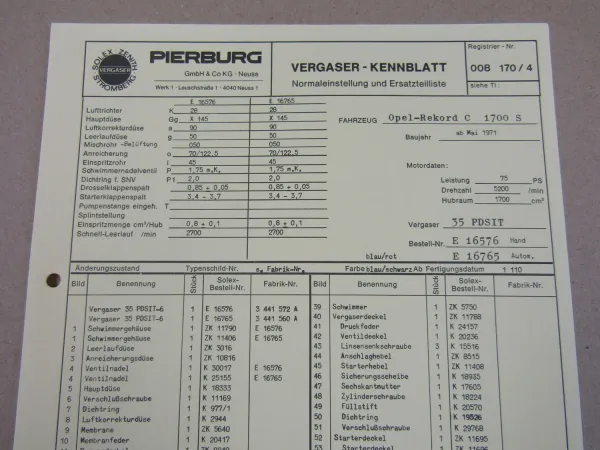 SOLEX-ZENITH
VERGASER
STROMBERG
PIERBURG
GmbH & Co KG · Neuss
Werk 1 · Leuschstraße 1 · 4040 Neuss 1
VERGASER - KENNBLATT
Normaleinstellung und Ersatzteilliste
Registrier - Nr.
008 170/4
siehe TI:
E 16576 E 16765
Lufttrichter K 28 28
Hauptdüse Gg X 145 X 145
Luftkorrekturdüse a 90 90
Leerlaufdüse g 50 50
Mischrohr -Belüftung 050 050
Anreicherung o 70/122,5 70/122,5
Einspritzrohr i 45 45
Schwimmernadelventil P 1,75 m.K. 1,75 m.K.
Dichtring f. SNV P1 2,0 2,0
Drosselklappenspalt 0,85 + 0,05 0,85 + 0,05
Starterklappenspalt 3,4 - 3,7 3,4 - 3,7
Pumpenstange eingeh. T
Splintstellung
Einspritzmenge cm³/Hub 0,8 + 0,1 0,8 + 0,1
Schnell-Leerlauf /min 2700 2700
FAHRZEUG Opel-Rekord C 1700 S
Baujahr ab Mai 1971
Motordaten:
Leistung 75 PS
Drehzahl 5200 /min
Hubraum 1700 cm³
Vergaser 35 PDSIT
Bestell-Nr. E 16576 Hand
blau/rot E 16765 Autom.
Änderungszustand Typenschild-Nr. o. Fabrik-Nr. Farbe blau/schwarz Ab Fertigungsdatum 1 110
Bild Benennung Stück Solex-Bestell-Nr. Fabrik-Nr. Bild Benennung Stück Solex-Bestell-Nr. Fabrik-Nr.
Vergaser 35 PDSIT-6 1 E 16576 3 441 572 A
Vergaser 35 PDSIT-6 1 E 16765 3 441 560 A
1 Schwimmergehäuse 1 ZK 11790 E 16576
1 Schwimmergehäuse 1 ZK 11406 E 16765
2 Leerlaufdüse 1 ZK 3016
3 Anreicherungsdüse 1 ZK 10816
4 Ventilnadel 1 K 30017 E 16576
4 Ventilnadel 1 K 25155 E 16765
5 Hauptdüse 1 K 18333
6 Verschlußschraube 1 K 11169
7 Dichtring 1 K 977/1
8 Luftkorrekturdüse 1 K 2944
9 Membrane 1 ZK 5640
10 Membranfeder 1 K 20417
39 Schwimmer 1 ZK 5750
40 Vergaserdeckel 1 ZK 11788
41 Druckfeder 1 K 24157
42 Ventildeckel 1 K 20236
43 Linsensenkschraube 3 K 15516
44 Anschlaghebel 1 ZK 8515
45 Starterhebel 1 ZK 11408
46 Sicherungsscheibe 1 K 18935
47 Sechskantmutter 1 K 17605
48 Zylinderschraube 1 K 18224
49 Füllstift 1 K 20570
50 Dichtring 1 K 19526
51 Verschlußschraube 1 K 29768
52 Starterdeckel 1 ZK 11695
53 Starterdeckel